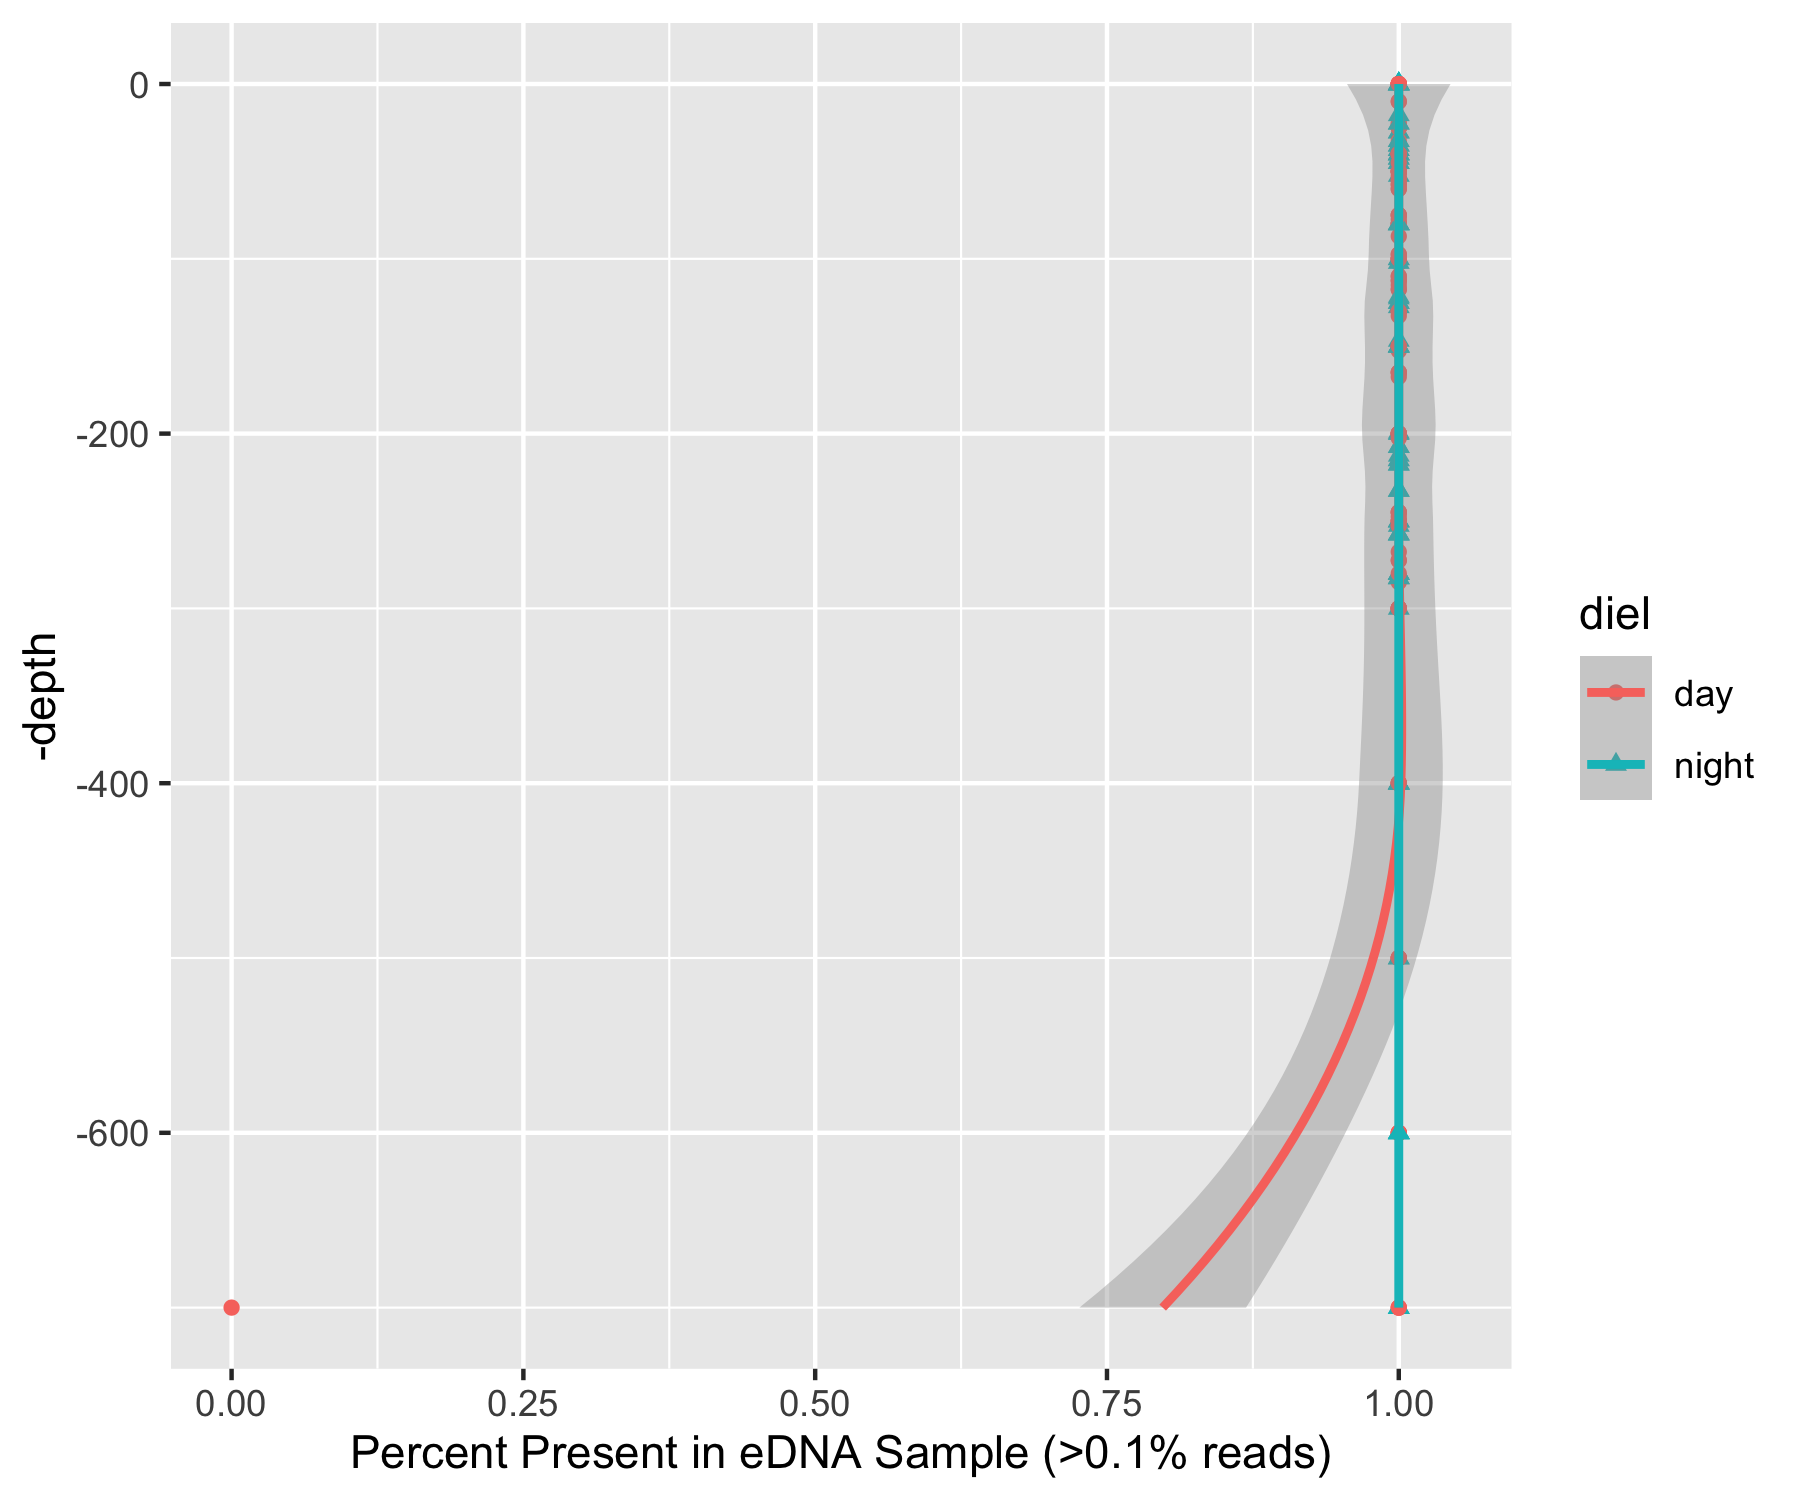 0
-200
-400
-600
-depth
0.00 0.25 0.50 0.75 1.00
Percent Present in eDNA Sample (>0.1% reads)
diel
day
night